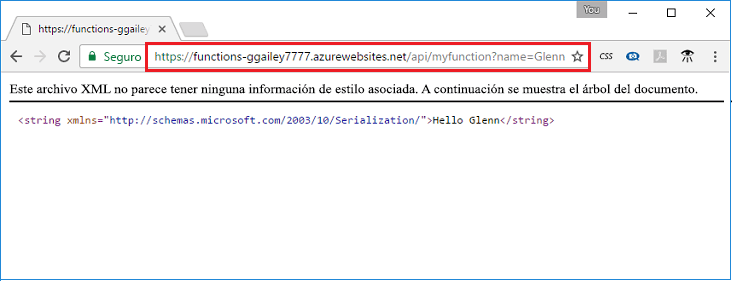 You
https://functions-ggailey
Seguro
https://functions-ggailey7777.azurewebsites.net/api/myfunction?name=Glenn
CSS
Este archivo XML no parece tener ninguna información de estilo asociada. A continuación se muestra el árbol del documento.
<string xmlns="http://schemas.microsoft.com/2003/10/Serialization/">Hello Glenn</string>